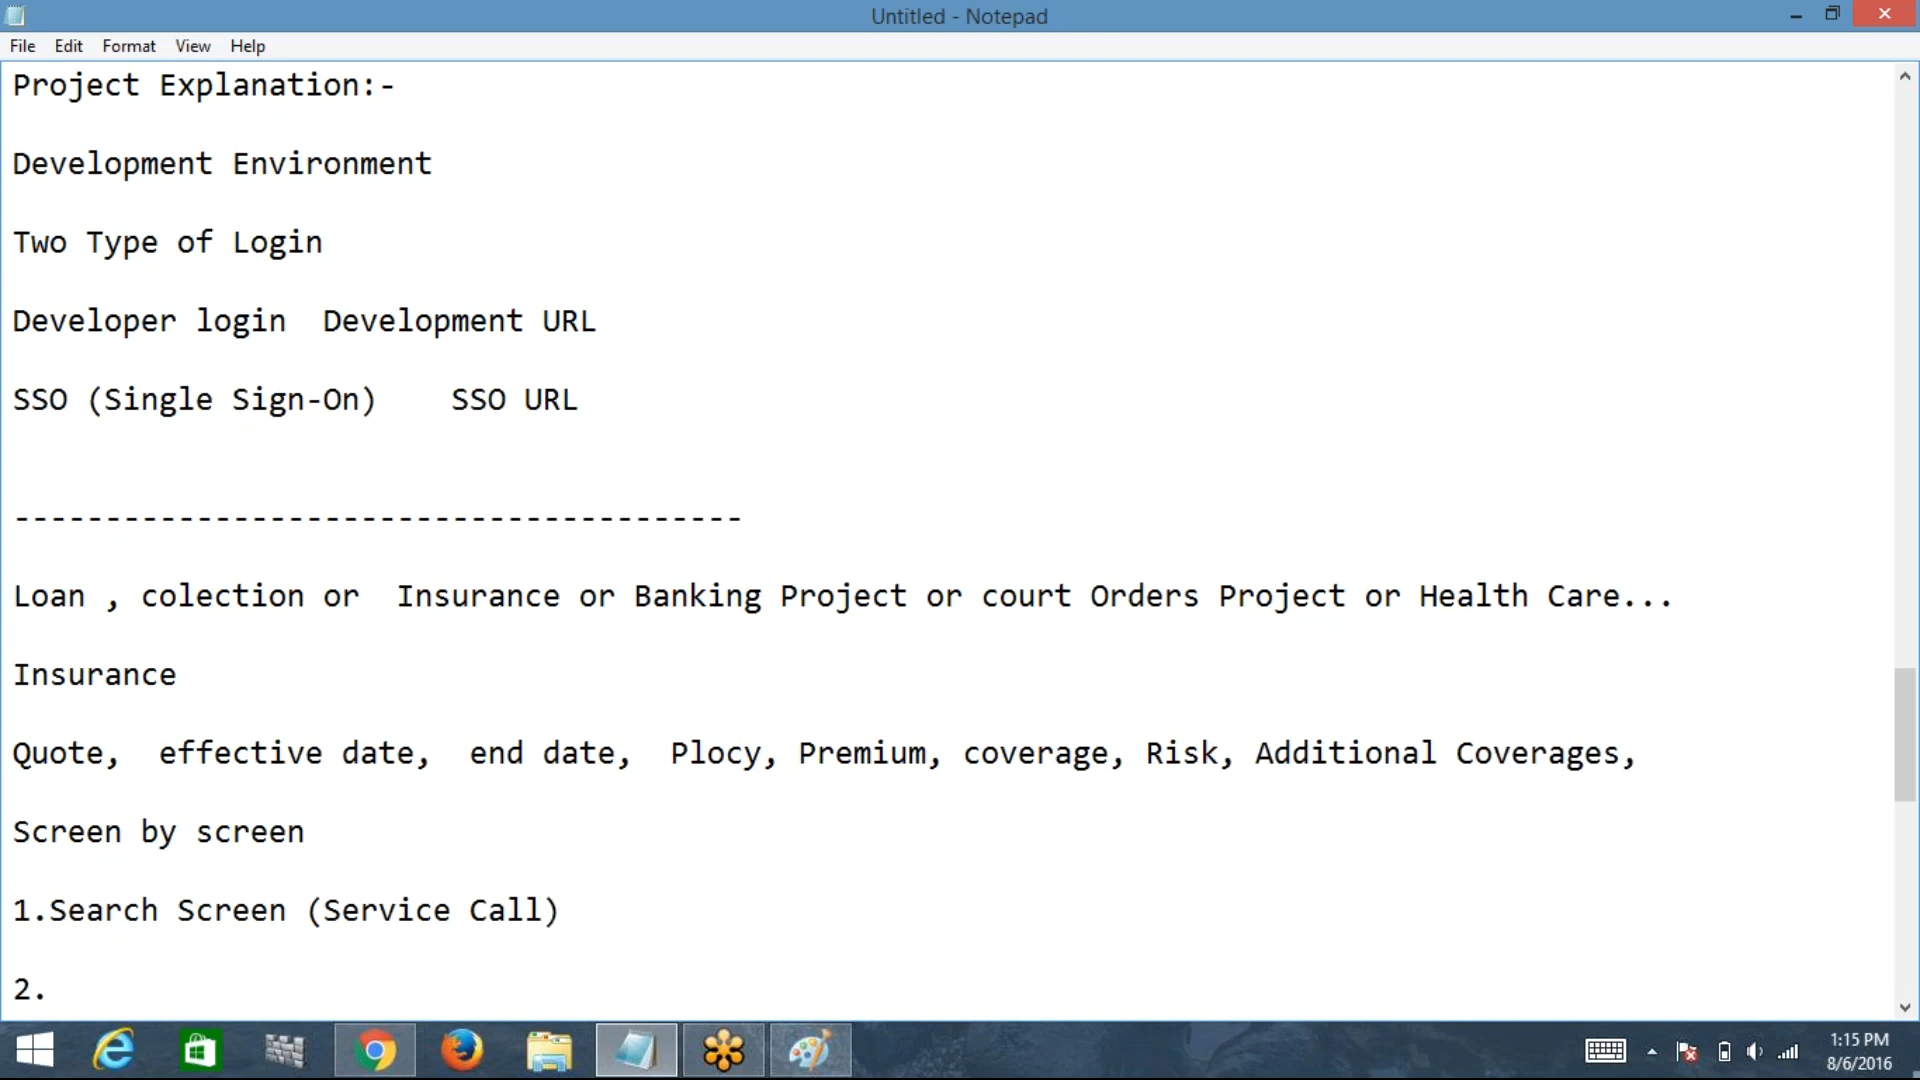 Untitled - Notepad
File Edit Format View Help
Project Explanation:-
Development Environment
Two Type of Login
Developer login  Development URL
SSO (Single Sign-On)    SSO URL
----------------------------------------
Loan , colection or  Insurance or Banking Project or court Orders Project or Health Care...
Insurance
Quote,  effective date,  end date,  Plocy, Premium, coverage, Risk, Additional Coverages,
Screen by screen
1.Search Screen (Service Call)
2.
1:15 PM
8/6/2016